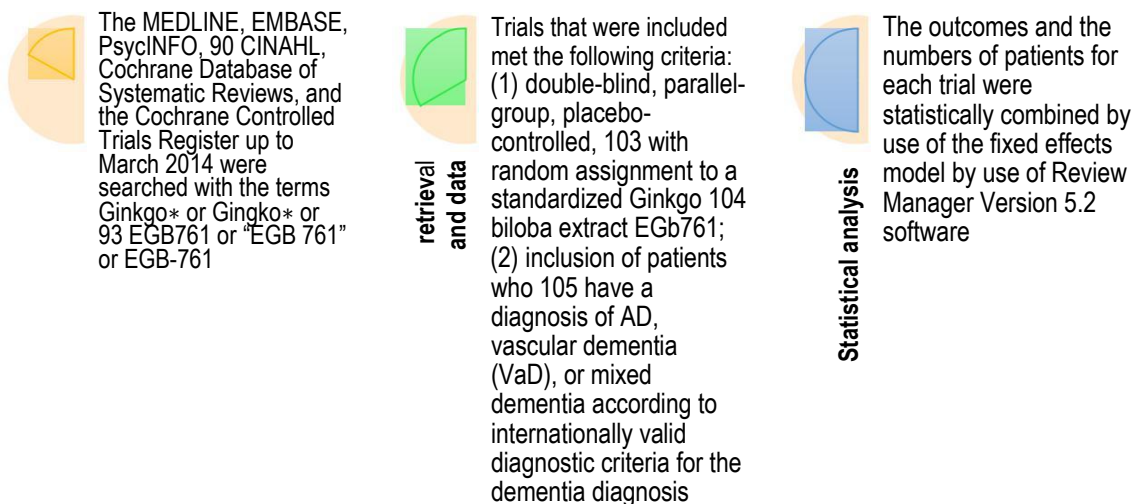 The MEDLINE, EMBASE,
PsycINFO, 90 CINAHL,
Cochrane Database of
Systematic Reviews, and
the Cochrane Controlled
Trials Register up to
March 2014 were
searched with the terms
Ginkgo∗ or Gingko∗ or
93 EGB761 or “EGB 761”
or EGB-761
retrieval
and data
Trials that were included
met the following criteria:
(1) double-blind, parallel-
group, placebo-
controlled, 103 with
random assignment to a
standardized Ginkgo 104
biloba extract EGb761;
(2) inclusion of patients
who 105 have a
diagnosis of AD,
vascular dementia
(VaD), or mixed
dementia according to
internationally valid
diagnostic criteria for the
dementia diagnosis
Statistical analysis
The outcomes and the
numbers of patients for
each trial were
statistically combined by
use of the fixed effects
model by use of Review
Manager Version 5.2
software